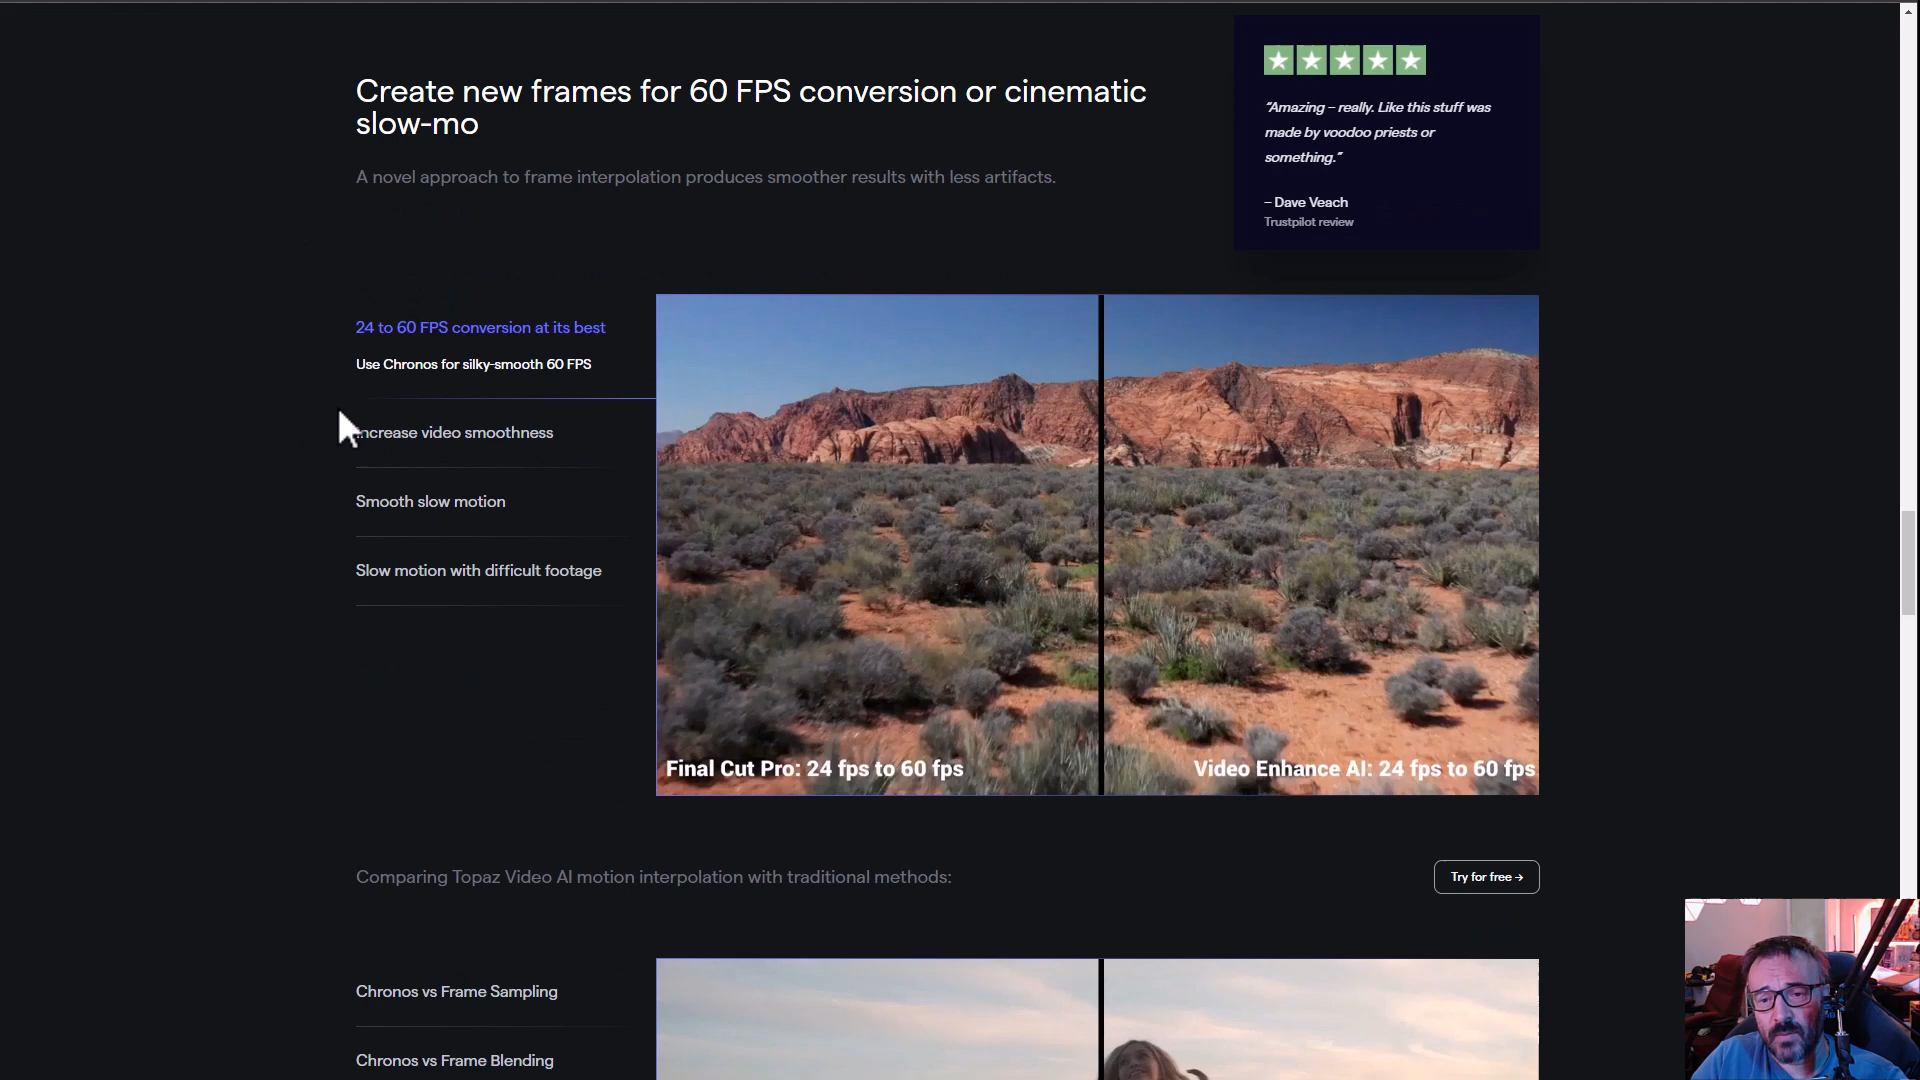 Create new frames for 60 FPS conversion or cinematic
slow-mo
A novel approach to frame interpolation produces smoother results with less artifacts.
“Amazing – really. Like this stuff was
made by voodoo priests or
something.”
– Dave Veach
Trustpilot review
24 to 60 FPS conversion at its best
Use Chronos for silky-smooth 60 FPS
Increase video smoothness
Smooth slow motion
Slow motion with difficult footage
Final Cut Pro: 24 fps to 60 fps
Video Enhance AI: 24 fps to 60 fps
Comparing Topaz Video AI motion interpolation with traditional methods:
Try for free →
Chronos vs Frame Sampling
Chronos vs Frame Blending